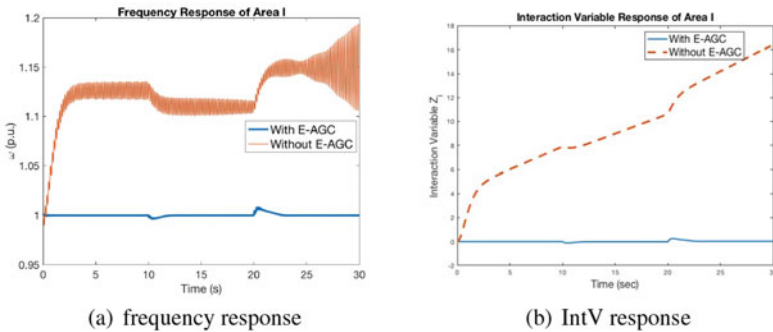 Frequency Response of Area I
1.2
1.15
1.1
1.05
1
0.95
0
5
10
15
20
25
30
ω (p.u.)
Time (s)
With E-AGC
Without E-AGC
(a) frequency response
Interaction Variable Response of Area I
18
16
14
12
10
8
6
4
2
0
-2
0
5
10
15
20
25
30
Interaction Variable Z
Time (sec)
With E-AGC
Without E-AGC
(b) IntV response